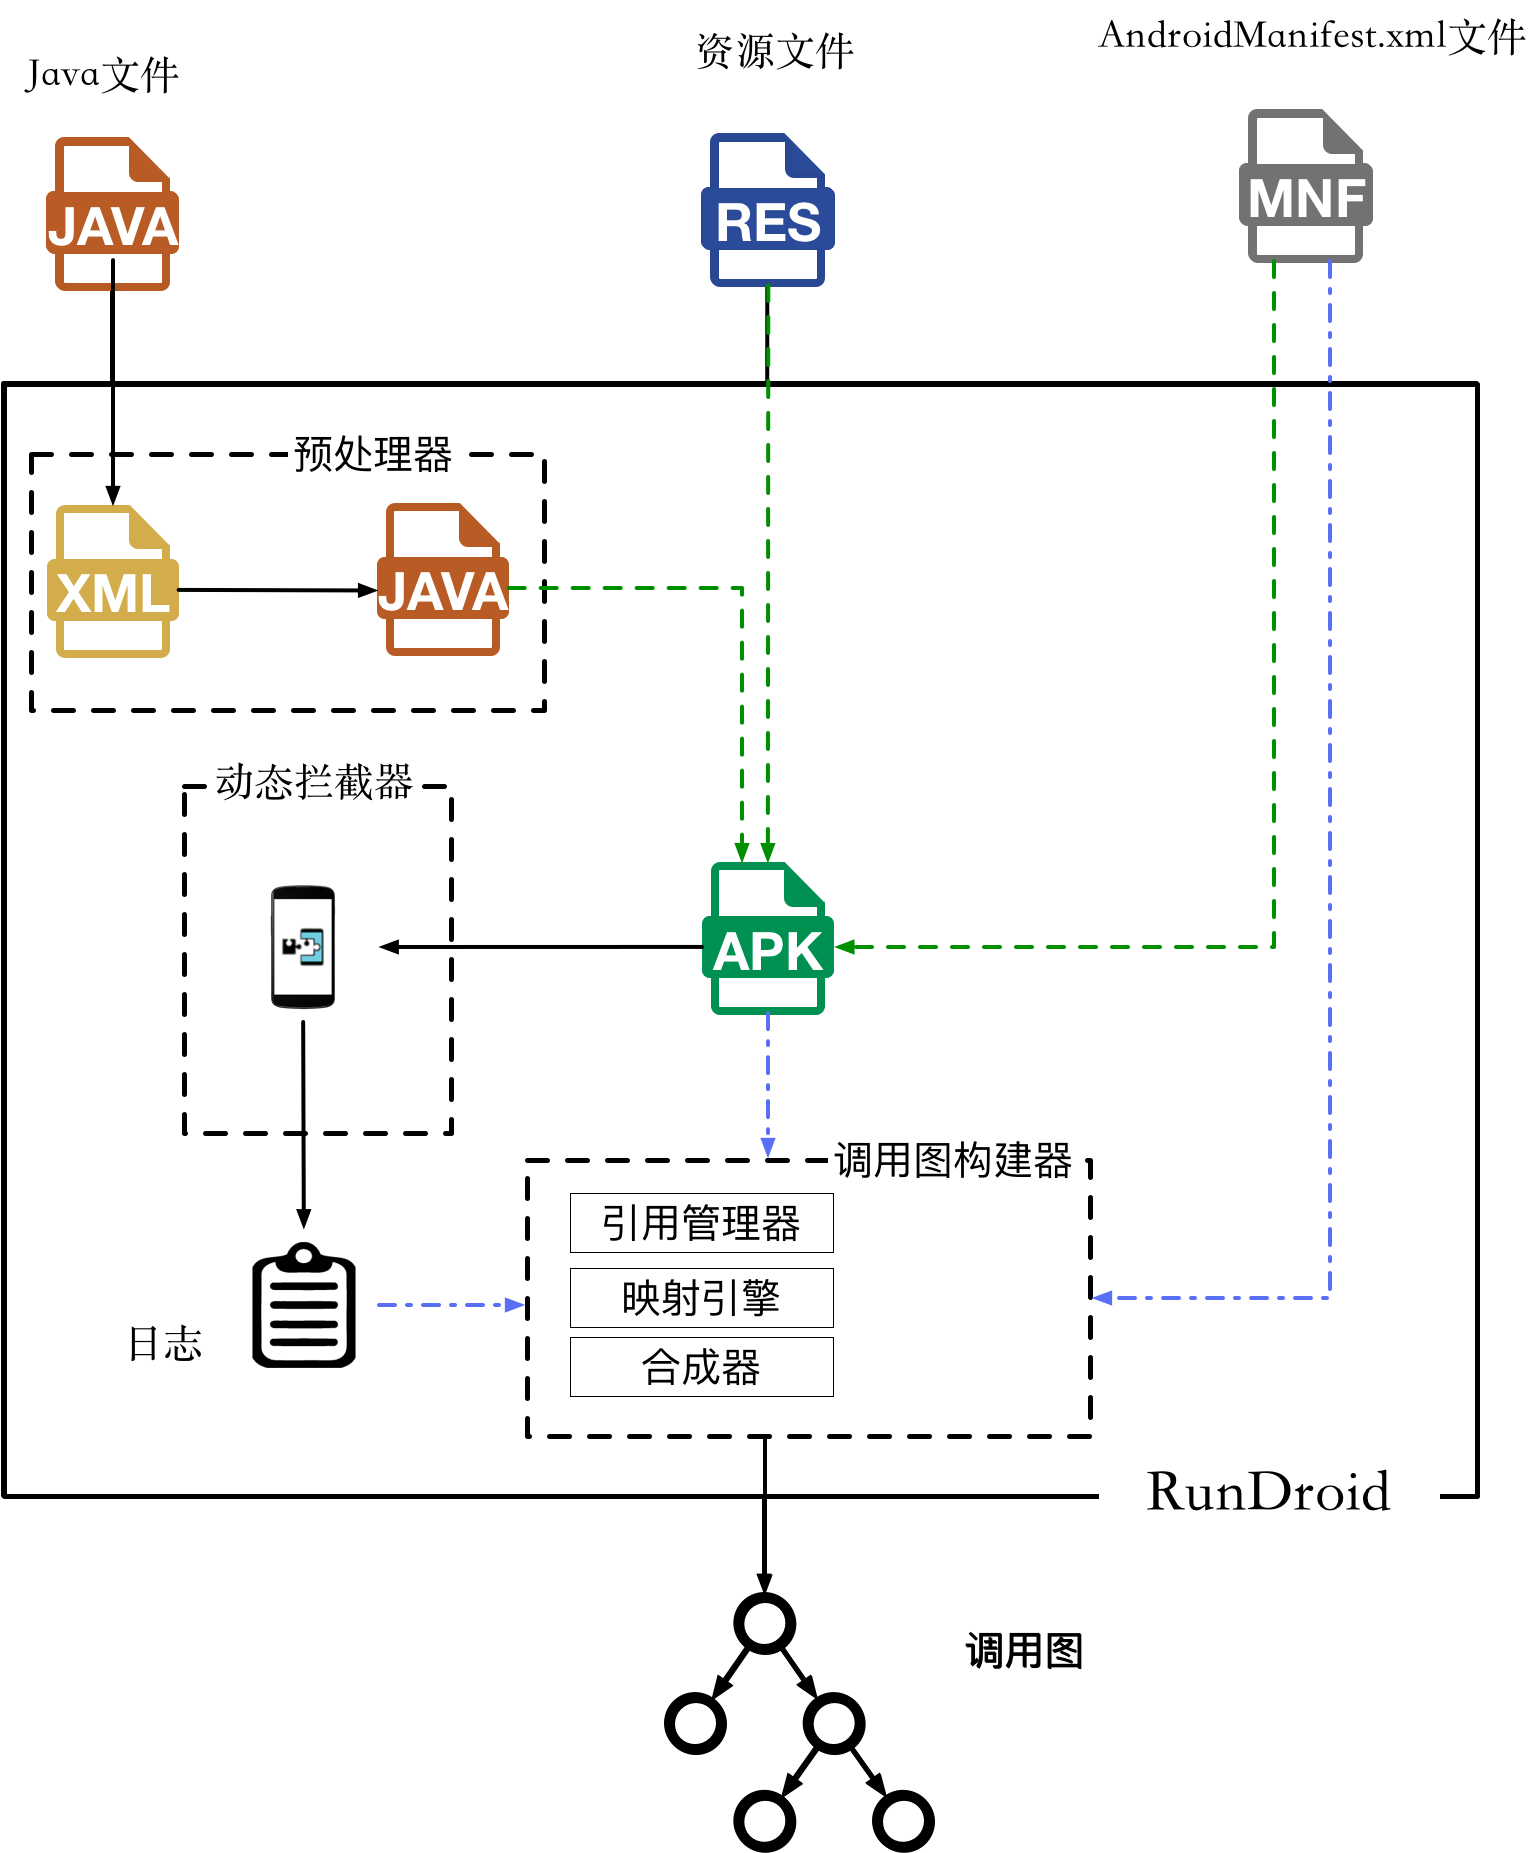 Java文件
资源文件
AndroidManifest.xml文件
JAVA
RES
MNF
预处理器
XML
JAVA
动态拦截器
APK
调用图构建器
引用管理器
映射引擎
合成器
日志
RunDroid
调用图